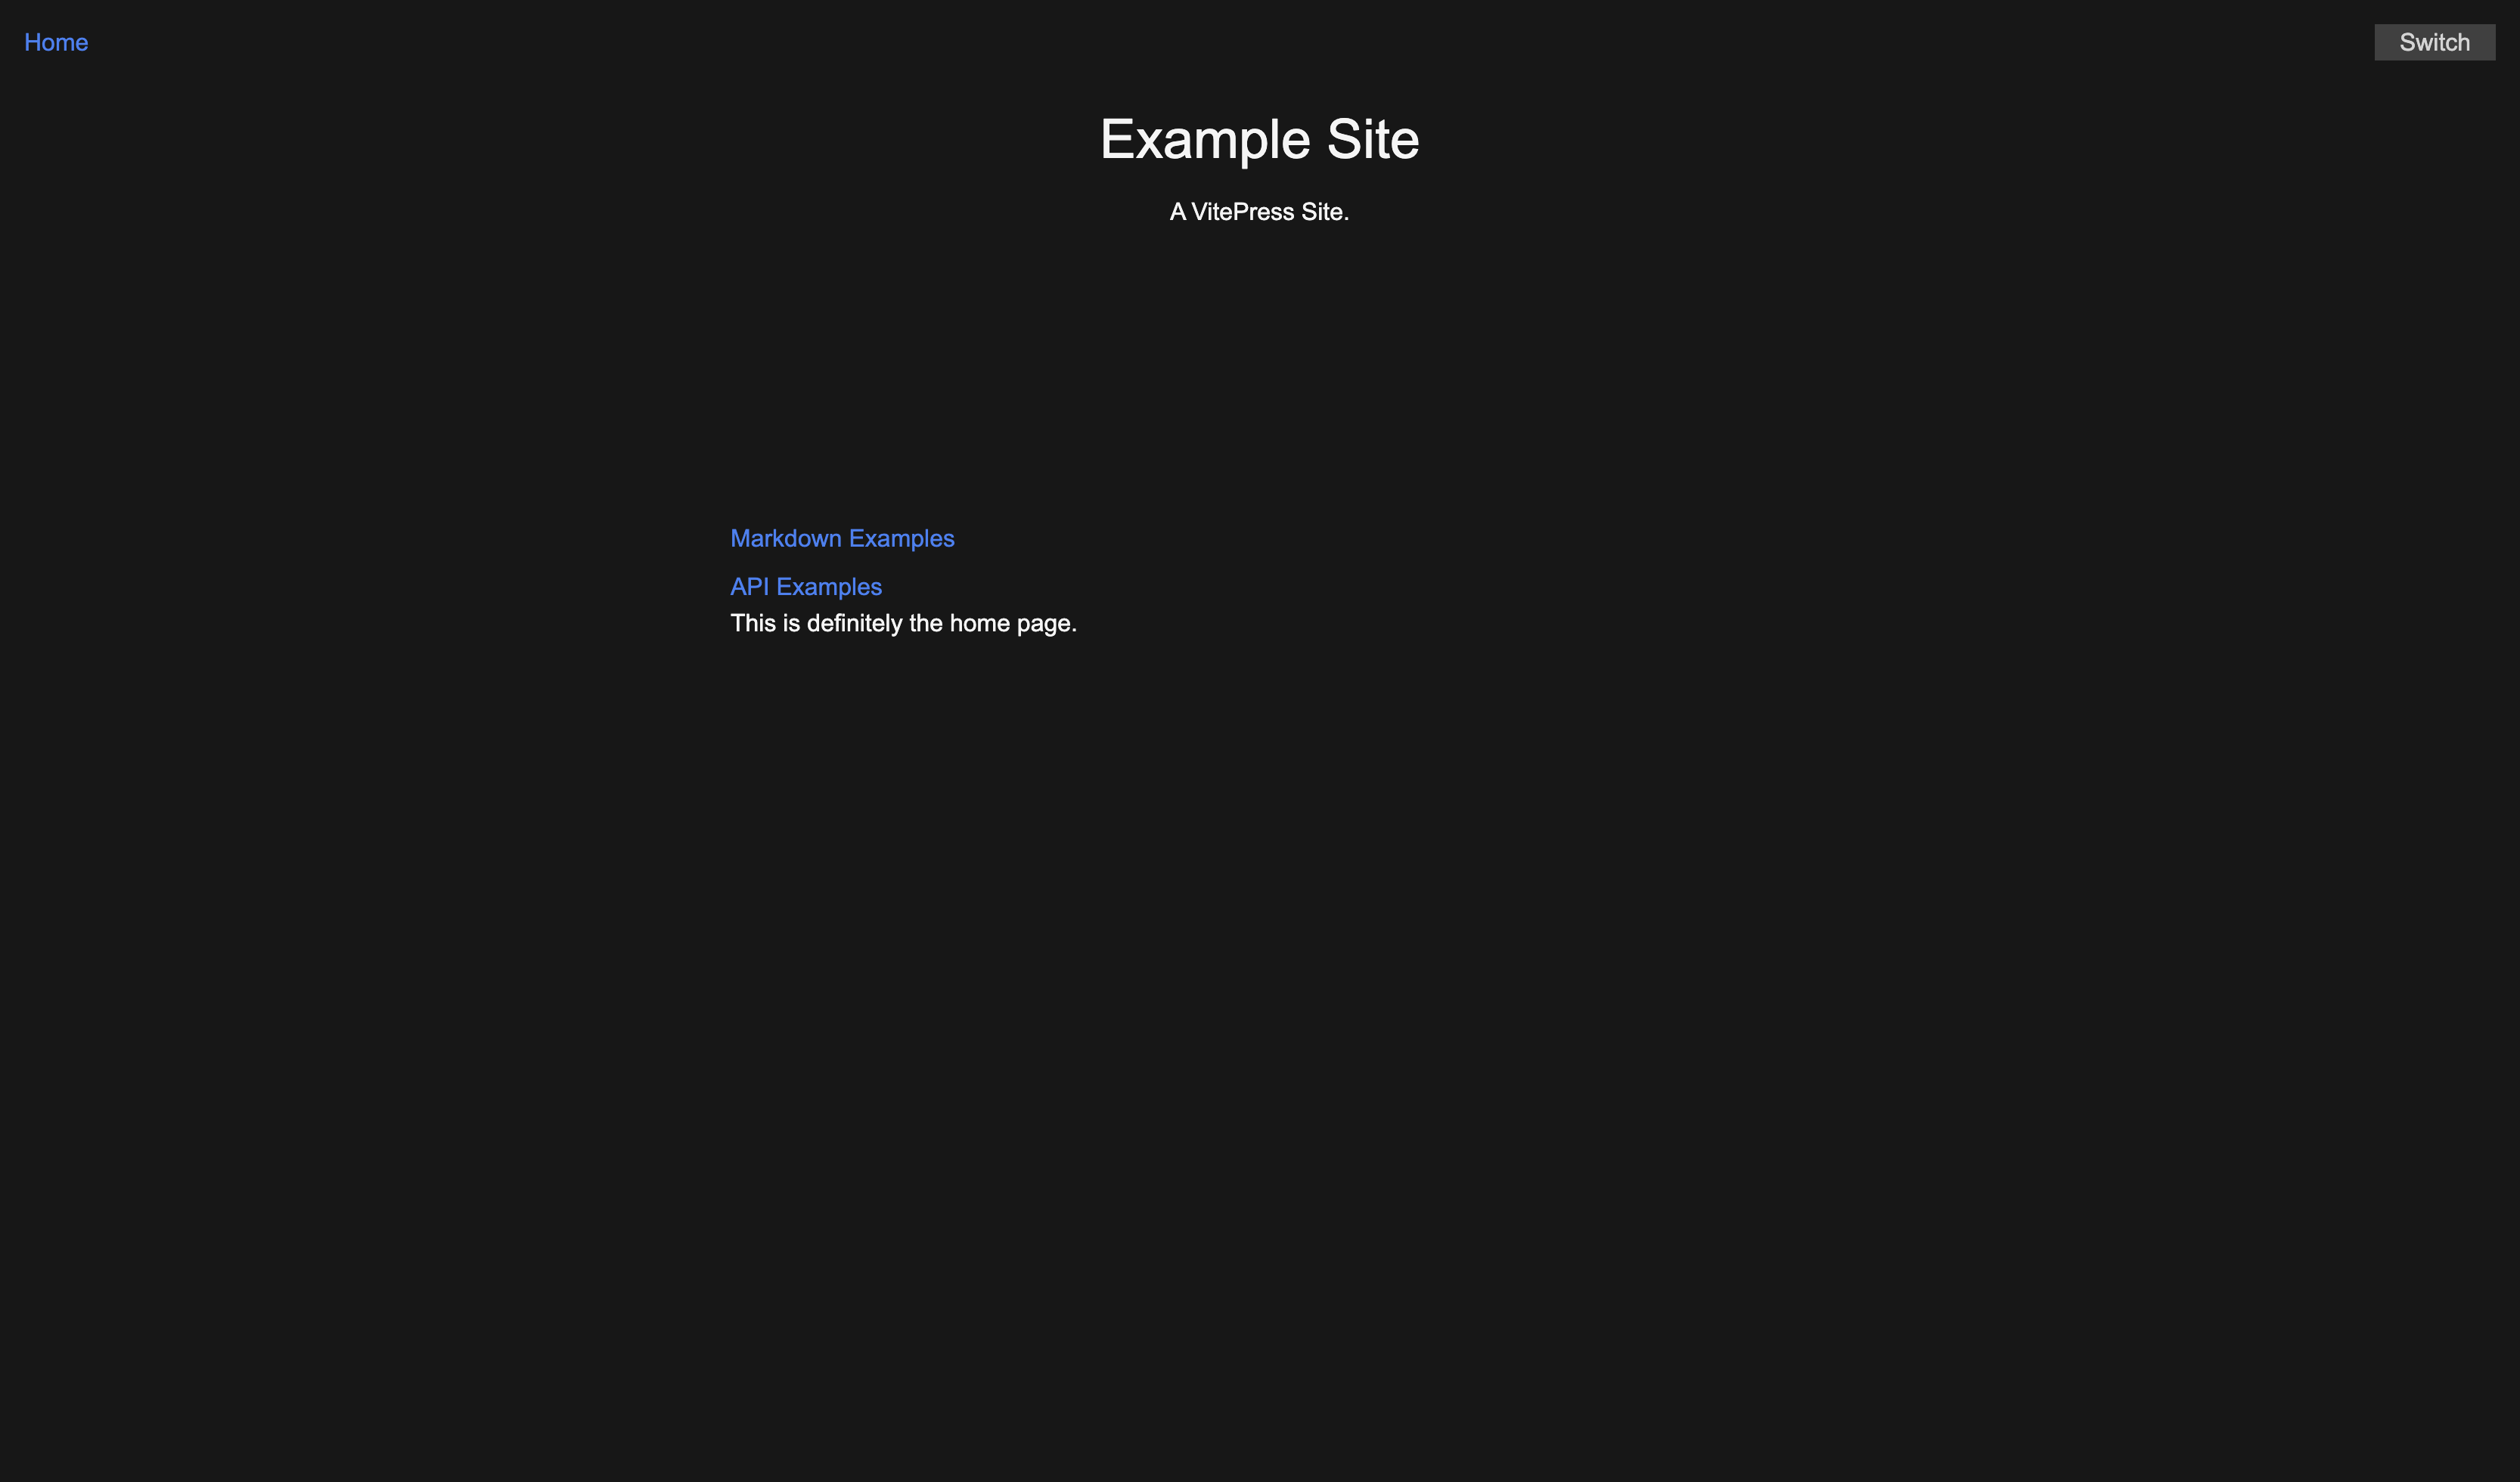 Home
Switch
Example Site
A VitePress Site.
Markdown Examples
API Examples
This is definitely the home page.